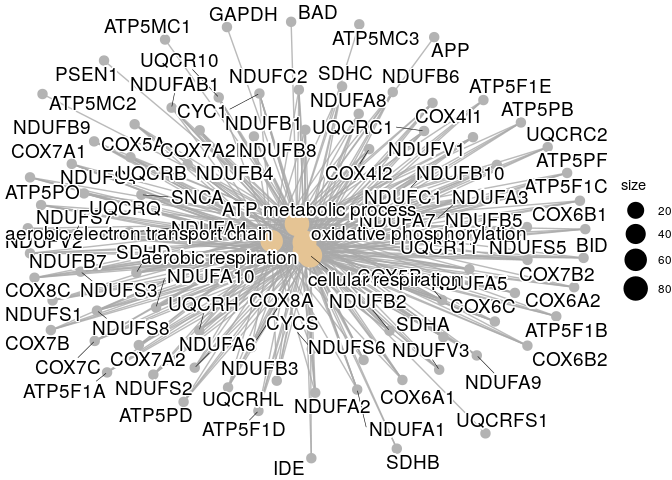 GAPDH
BAD
ATP5MC1
ATP5MC3
APP
UQCR10
PSEN1
NDUFAB1
NDUFC2
SDHC
NDUFB6
ATP5F1E
ATP5MC2
CYC1
NDUFA8
ATP5PB
NDUFB9
NDUFB1
UQCRC1
COX4I1
UQCRC2
COX7A1
COX5A
COX7A2
NDUFB8
NDUFV1
ATP5PF
UQCRB
NDUFB4
COX4I2
NDUFB10
ATP5F1C
size
ATP5PO
SNCA
NDUFC1
NDUFA3
20
UQCRQ
ATP metabolic process
COX6B1
NDUFS7
NDUFA7
NDUFB5
40
aerobic electron transport chain
oxidative phosphorylation
NDUFV2
NDUFA4
UQCR11
NDUFS5
BID
SDHD
NDUFB7
aerobic respiration
60
NDUFA10
cellular respiration
NDUFA5
COX7B2
COX8C
NDUFS3
80
UQCRH
COX8A
NDUFB2
COX6C
COX6A2
NDUFS1
NDUFS8
CYCS
SDHA
ATP5F1B
COX7B
NDUFA6
NDUFS6
NDUFV3
COX6B2
COX7C
COX7A2
NDUFB3
NDUFA9
ATP5F1A
NDUFS2
UQCRHL
NDUFA2
COX6A1
ATP5PD
ATP5F1D
NDUFA1
UQCRFS1
IDE
SDHB